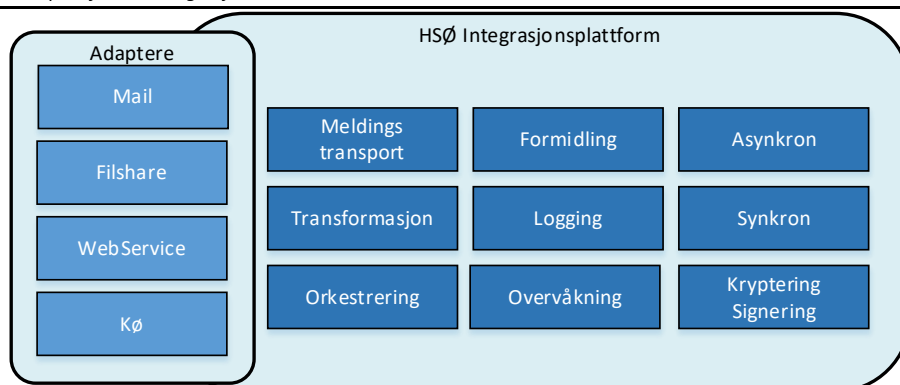 HSØ Integrasjonsplattform
Adaptere
Mail
Filshare
WebService
Kø
Meldings
transport
Formidling
Asynkron
Transformasjon
Logging
Synkron
Orkestrering
Overvåkning
Kryptering
Signering